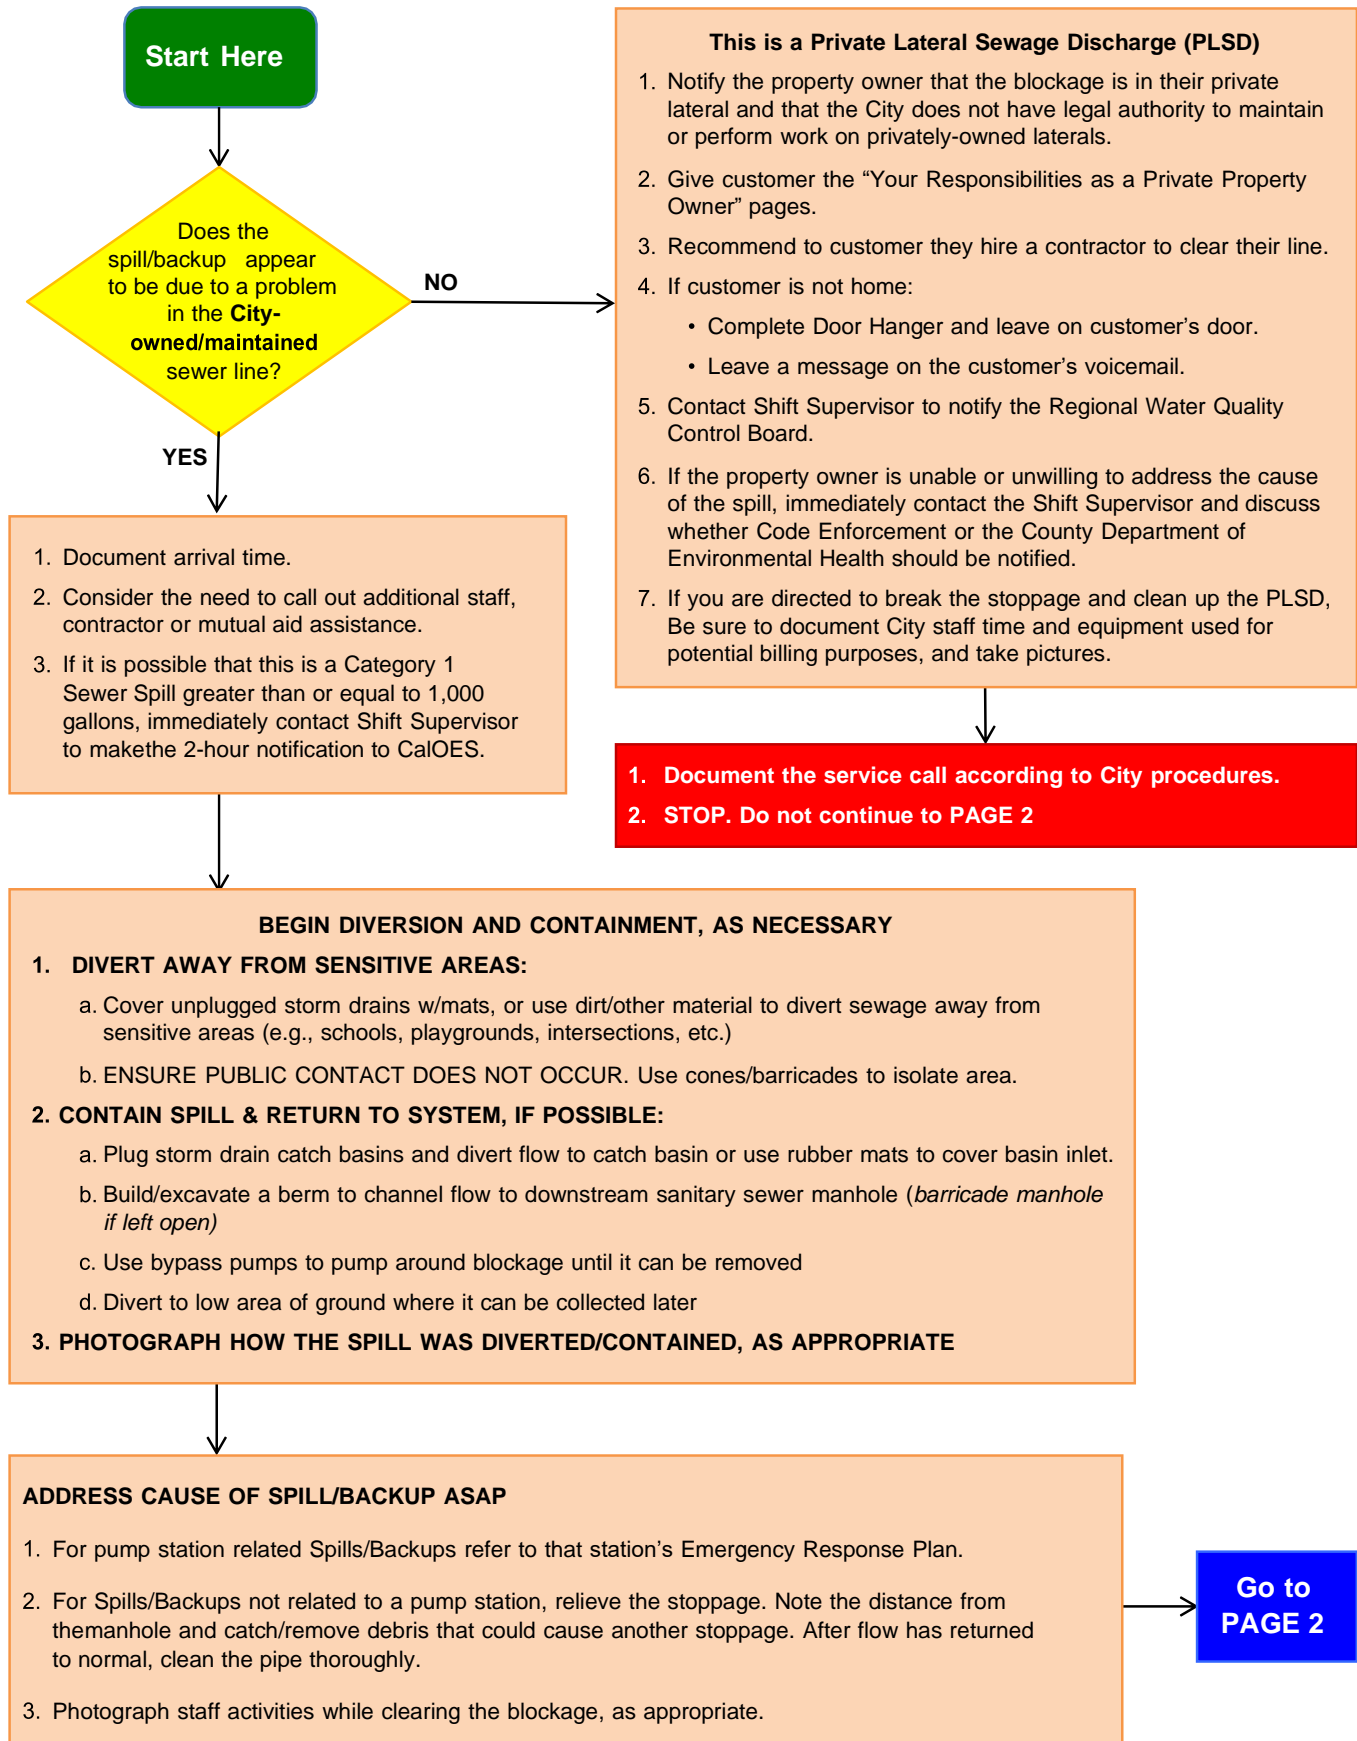 Start Here
Does the
spill/backup appear
to be due to a problem
in the City-
owned/maintained
sewer line?
NO
YES
This is a Private Lateral Sewage Discharge (PLSD)
1. Notify the property owner that the blockage is in their private
lateral and that the City does not have legal authority to maintain
or perform work on privately-owned laterals.
2. Give customer the “Your Responsibilities as a Private Property
Owner” pages.
3. Recommend to customer they hire a contractor to clear their line.
4. If customer is not home:
• Complete Door Hanger and leave on customer’s door.
• Leave a message on the customer’s voicemail.
5. Contact Shift Supervisor to notify the Regional Water Quality
Control Board.
6. If the property owner is unable or unwilling to address the cause
of the spill, immediately contact the Shift Supervisor and discuss
whether Code Enforcement or the County Department of
Environmental Health should be notified.
7. If you are directed to break the stoppage and clean up the PLSD,
Be sure to document City staff time and equipment used for
potential billing purposes, and take pictures.
1. Document the service call according to City procedures.
2. STOP. Do not continue to PAGE 2
1. Document arrival time.
2. Consider the need to call out additional staff,
contractor or mutual aid assistance.
3. If it is possible that this is a Category 1
Sewer Spill greater than or equal to 1,000
gallons, immediately contact Shift Supervisor
to makethe 2-hour notification to CalOES.
BEGIN DIVERSION AND CONTAINMENT, AS NECESSARY
1. DIVERT AWAY FROM SENSITIVE AREAS:
a. Cover unplugged storm drains w/mats, or use dirt/other material to divert sewage away from
sensitive areas (e.g., schools, playgrounds, intersections, etc.)
b. ENSURE PUBLIC CONTACT DOES NOT OCCUR. Use cones/barricades to isolate area.
2. CONTAIN SPILL & RETURN TO SYSTEM, IF POSSIBLE:
a. Plug storm drain catch basins and divert flow to catch basin or use rubber mats to cover basin inlet.
b. Build/excavate a berm to channel flow to downstream sanitary sewer manhole (barricade manhole
if left open)
c. Use bypass pumps to pump around blockage until it can be removed
d. Divert to low area of ground where it can be collected later
3. PHOTOGRAPH HOW THE SPILL WAS DIVERTED/CONTAINED, AS APPROPRIATE
ADDRESS CAUSE OF SPILL/BACKUP ASAP
1. For pump station related Spills/Backups refer to that station’s Emergency Response Plan.
2. For Spills/Backups not related to a pump station, relieve the stoppage. Note the distance from
themanhole and catch/remove debris that could cause another stoppage. After flow has returned
to normal, clean the pipe thoroughly.
3. Photograph staff activities while clearing the blockage, as appropriate.
Go to
PAGE 2